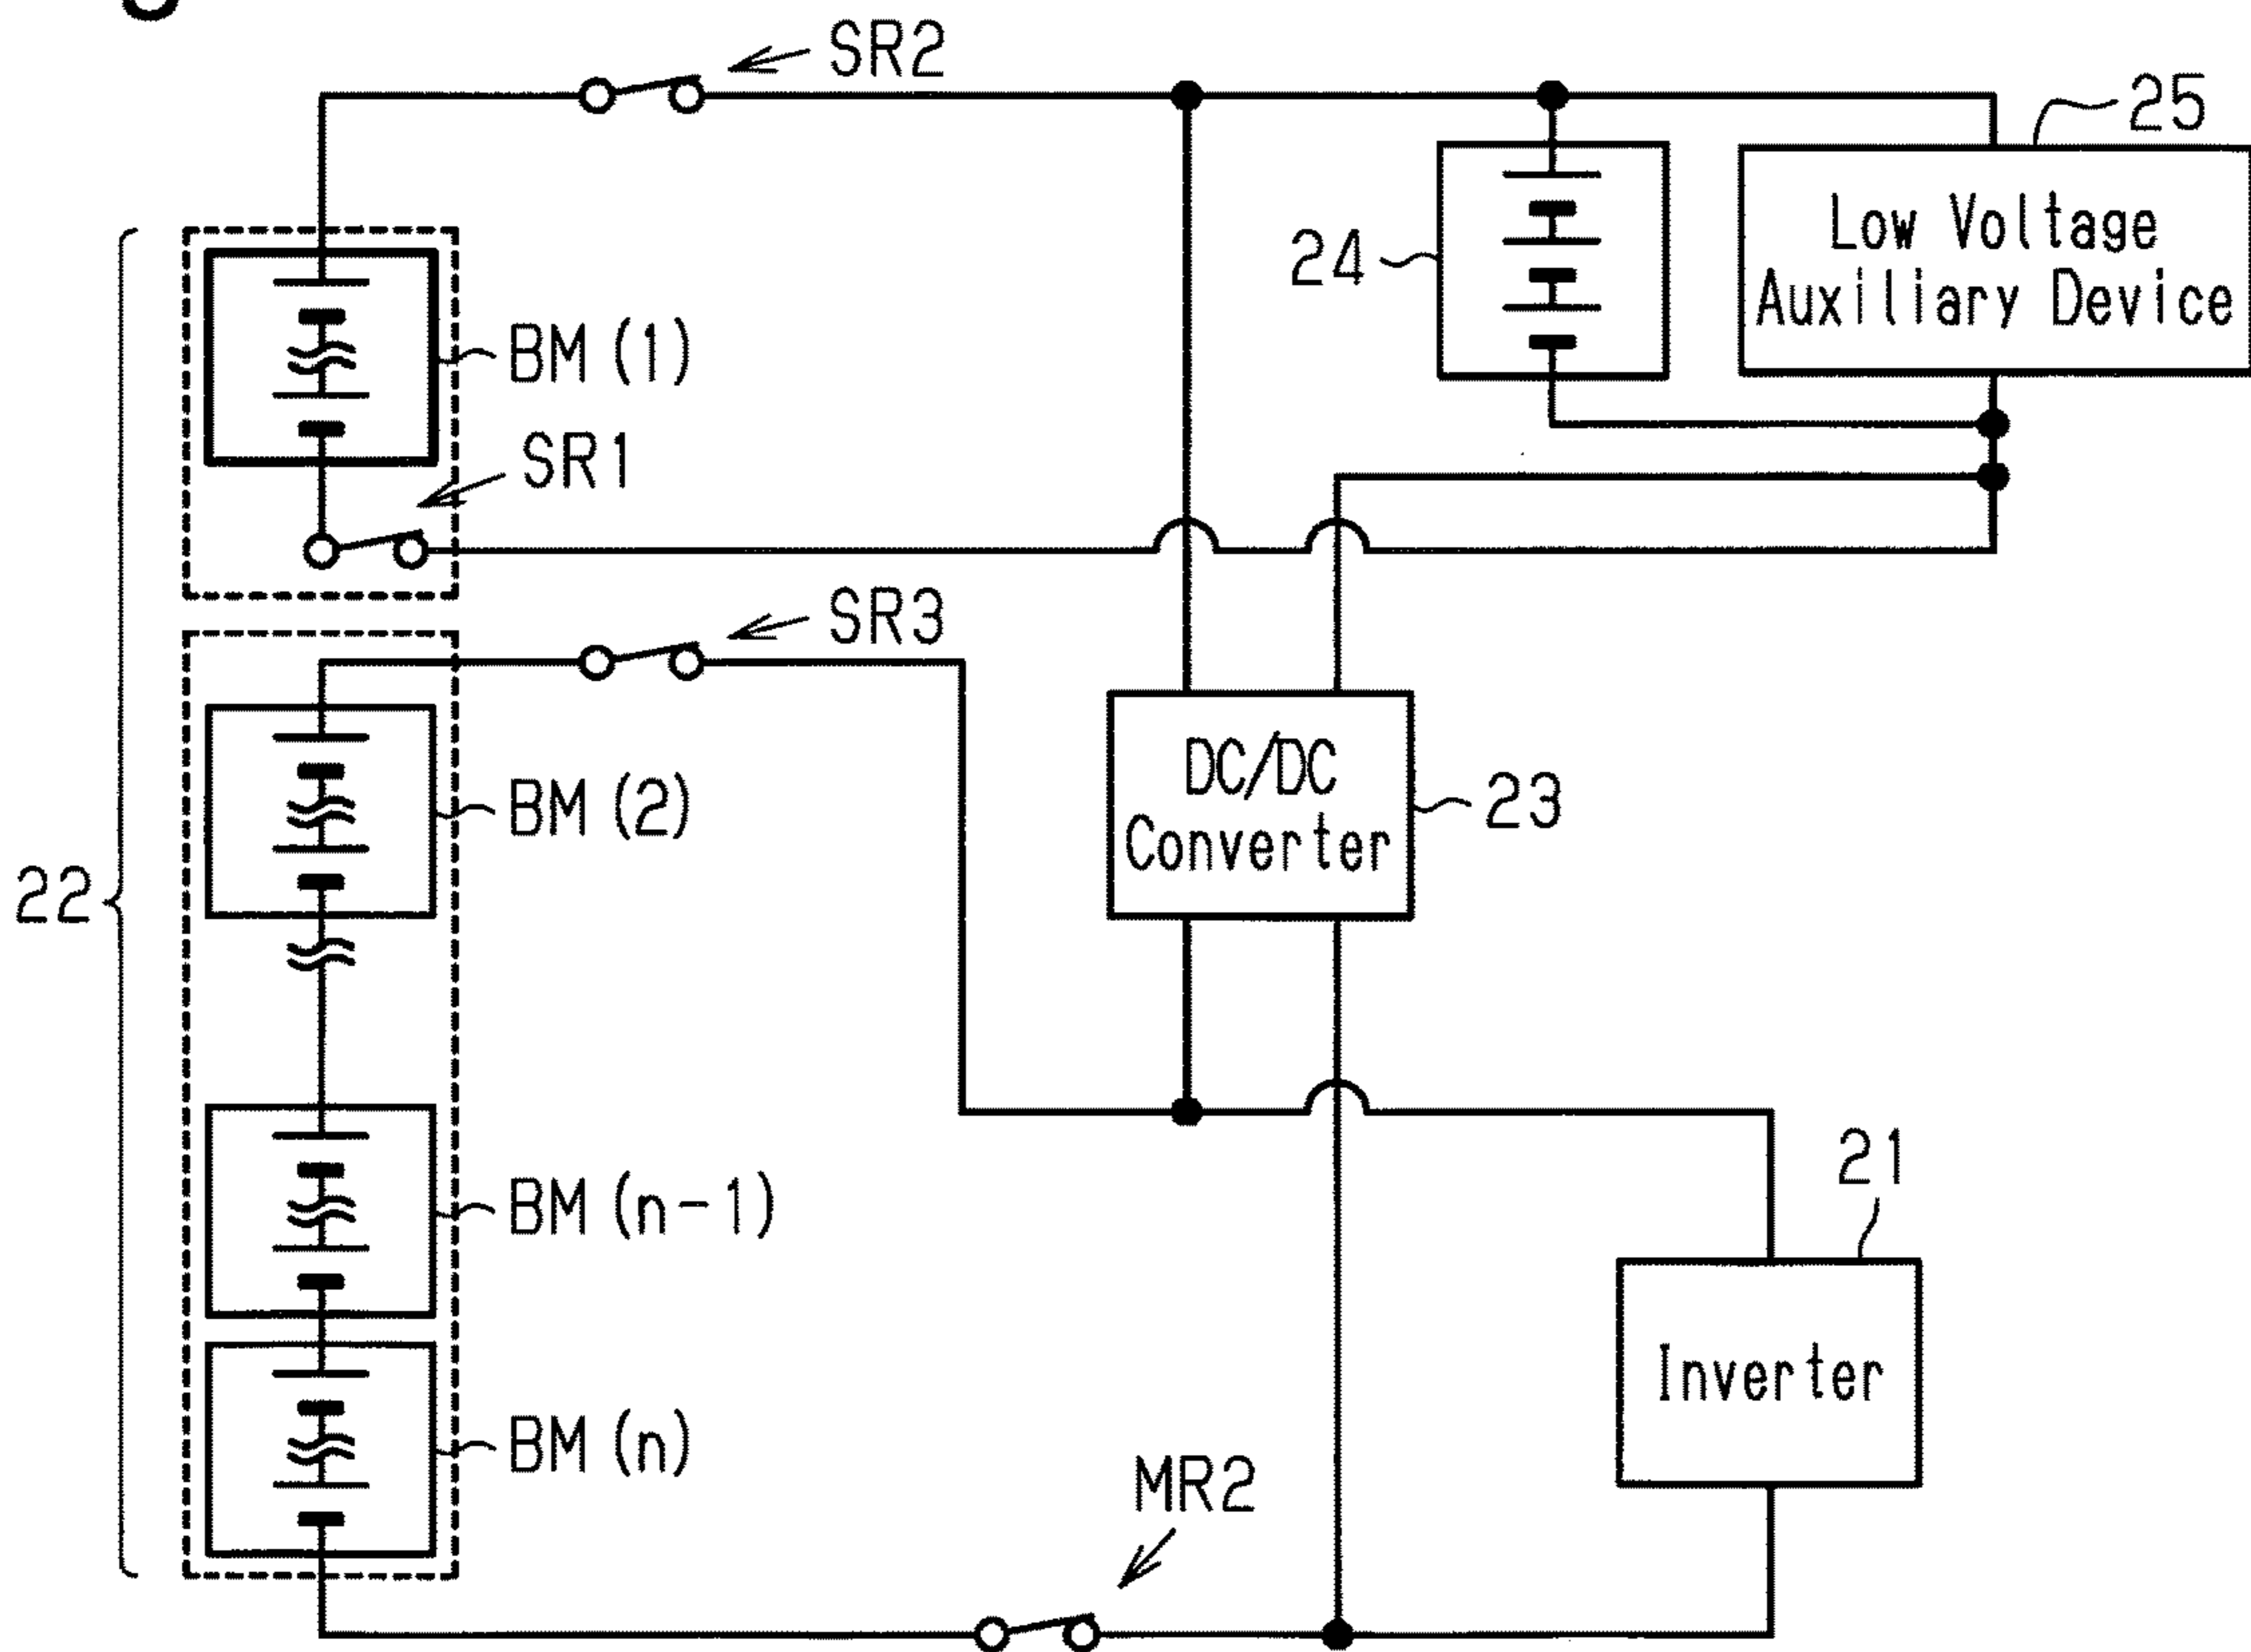 SR2
25
Low Voltage
Auxiliary Device
24
BM(1)
SR1
SR3
DC/DC
Converter
23
BM(2)
22
21
BM(n-1)
Inverter
BM(n)
MR2